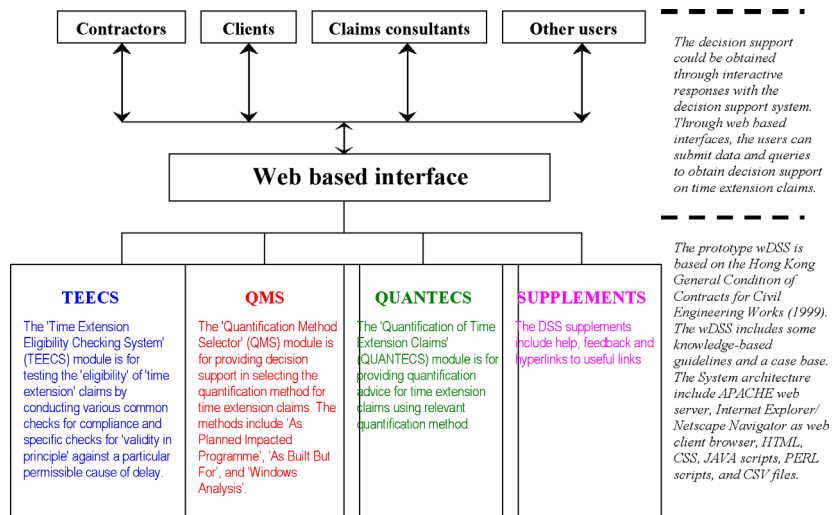 Contractors
Clients
Claims consultants
Other users
The decision support
could be obtained
through interactive
responses with the
decision support system.
Through web based
interfaces, the users can
submit data and queries
to obtain decision support
on time extension claims.
Web based interface
TEECS
The 'Time Extension
Eligibility Checking System'
(TEECS) module is for
testing the 'eligibility' of 'time
extension' claims by
conducting various common
checks for compliance and
specific checks for 'validity in
principle' against a particular
permissible cause of delay.
QMS
The 'Quantification Method
Selector' (QMS) module is
for providing decision
support in selecting the
quantification method for
time extension claims. The
methods include 'As
Planned Impacted
Programme', 'As Built But
For', and 'Windows
Analysis'.
QUANTECS
The 'Quantification of Time
Extension Claims'
(QUANTECS) module is for
providing quantification
advice for time extension
claims using relevant
quantification method.
SUPPLEMENTS
The DSS supplements
include help, feedback and
hyperlinks to useful links
The prototype wDSS is
based on the Hong Kong
General Condition of
Contracts for Civil
Engineering Works (1999).
The wDSS includes some
knowledge-based
guidelines and a case base.
The System architecture
include APACHE web
server, Internet Explorer/
Netscape Navigator as web
client browser, HTML,
CSS, JAVA scripts, PERL
scripts, and CSV files.